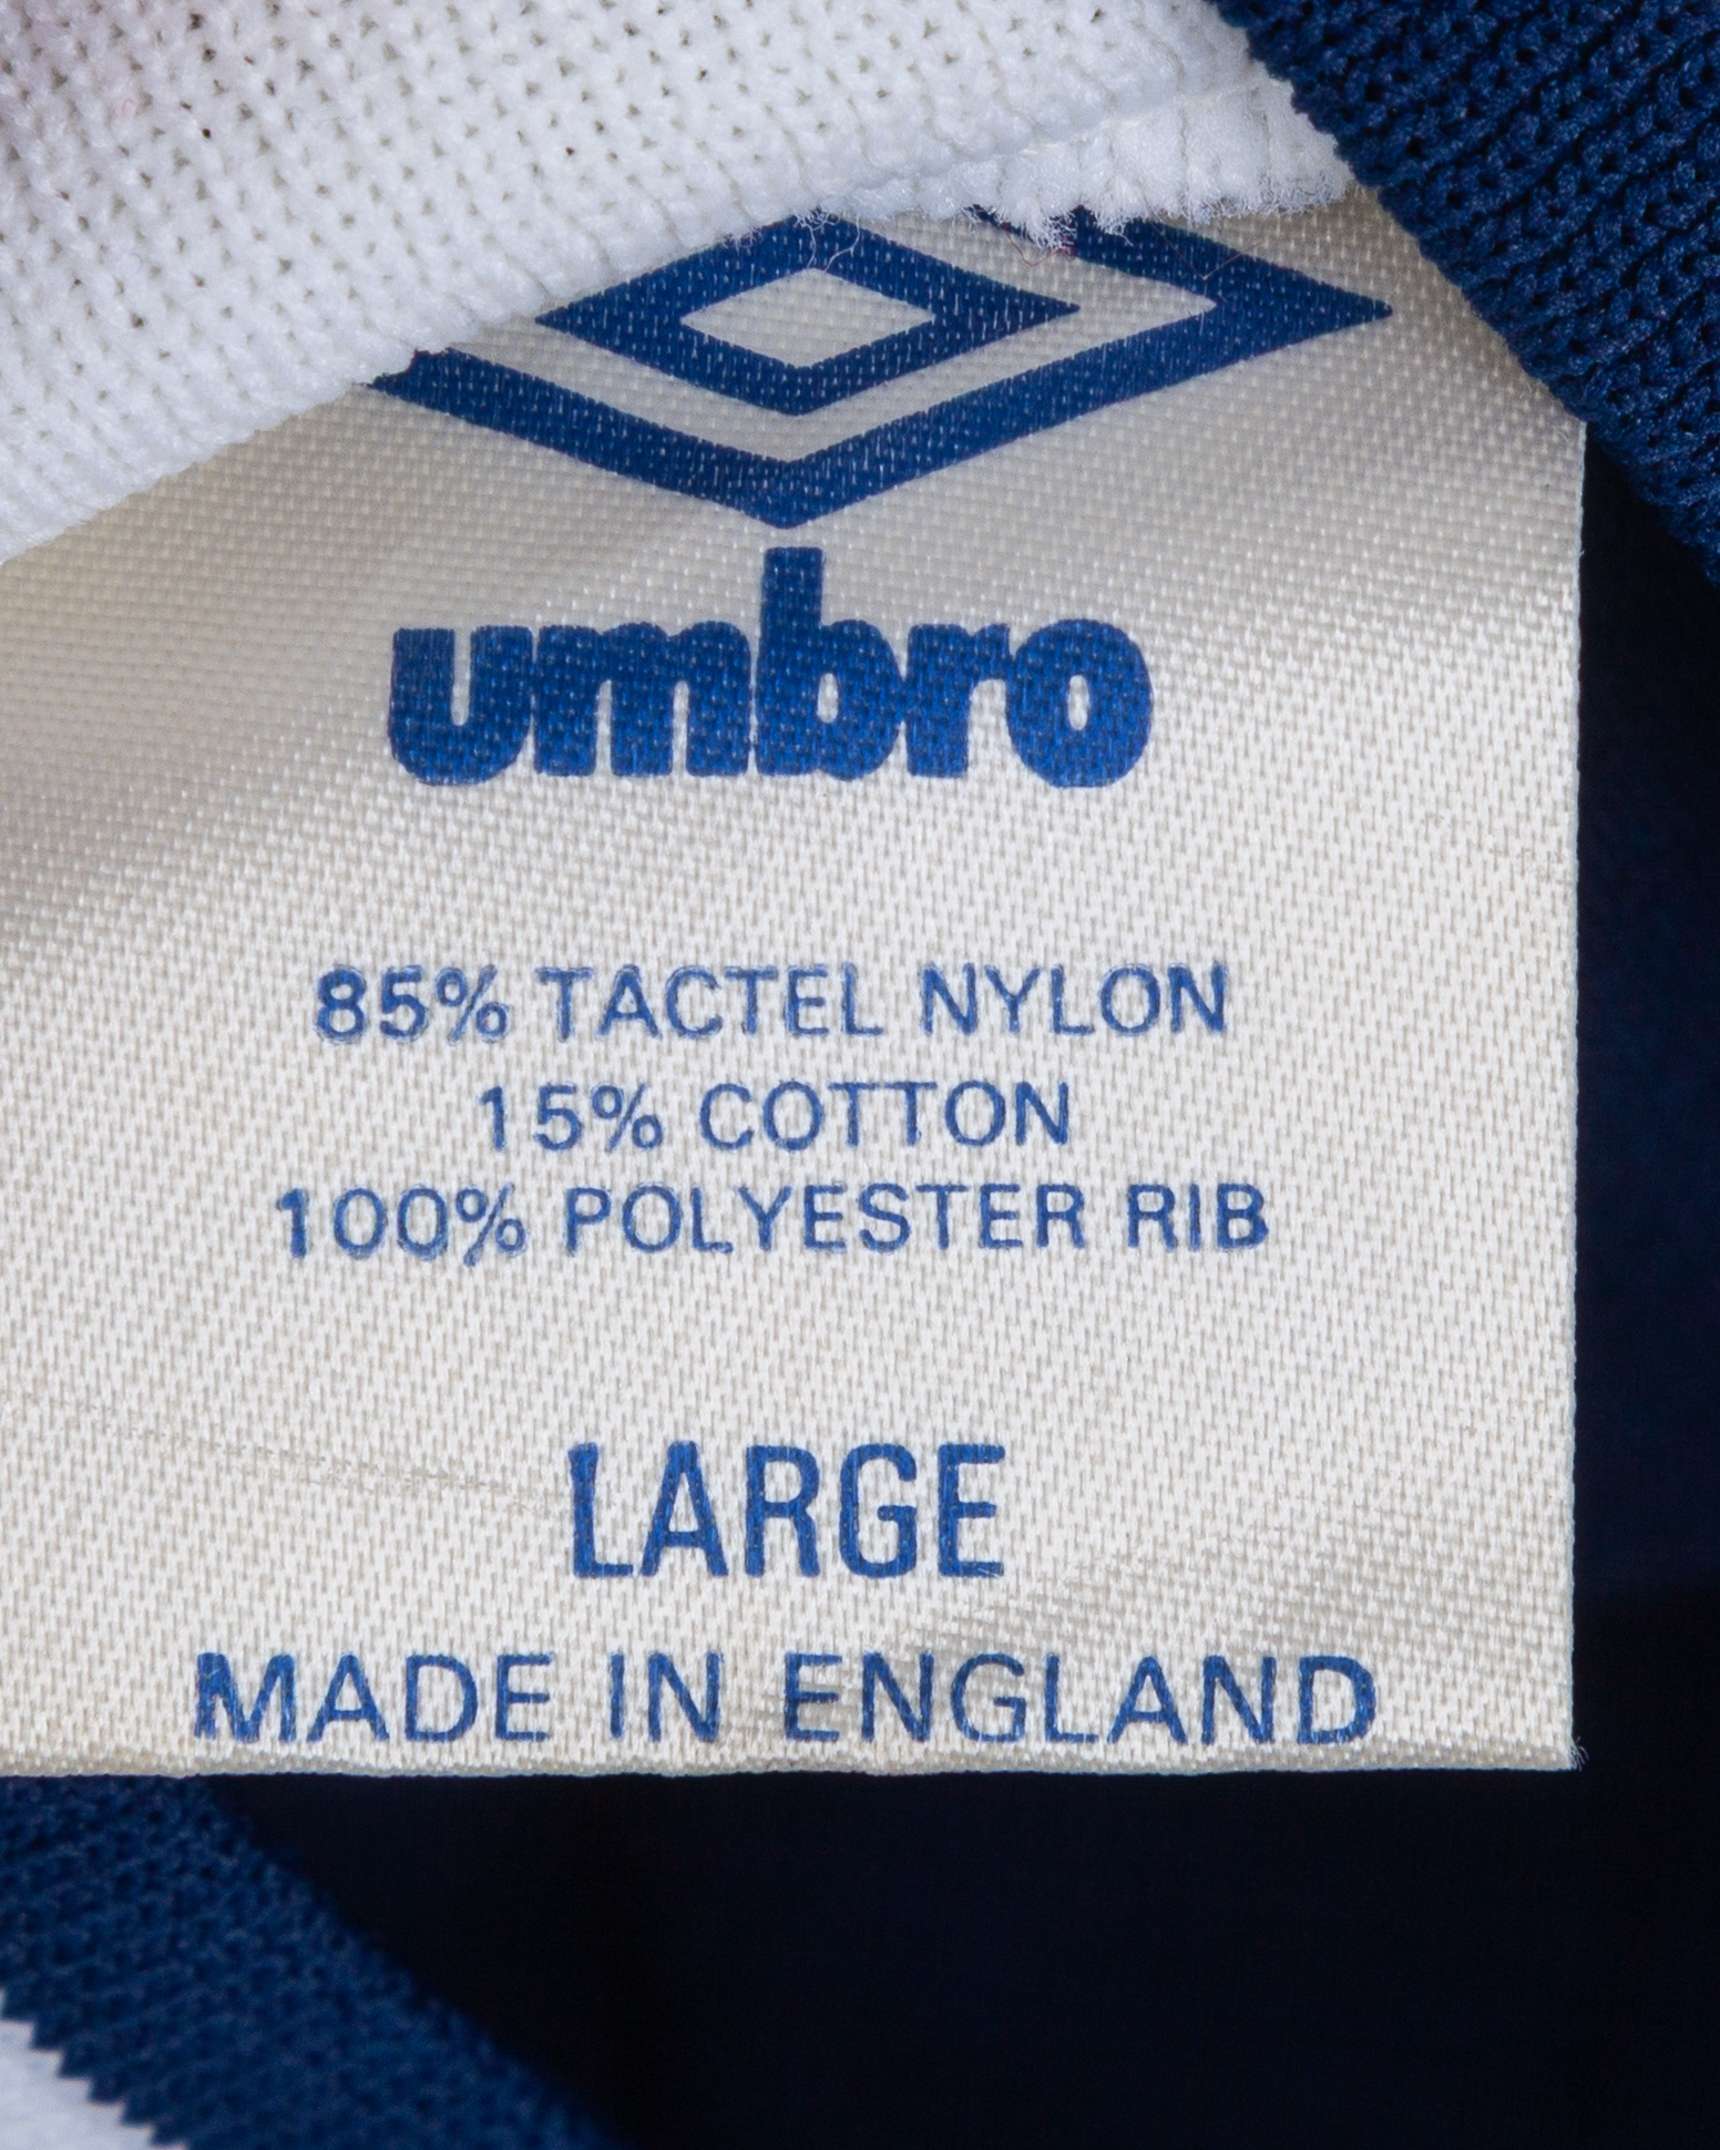 umbro
85% TACTEL NYLON
15% COTTON
100% POLYESTER RIB
LARGE
MADE IN ENGLAND